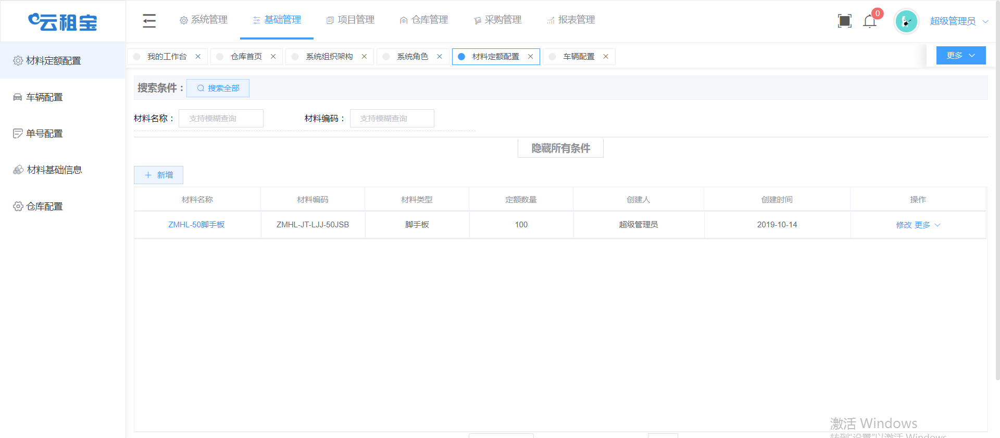 云租宝
系统管理 基础管理 项目管理 仓库管理 采购管理 报表管理 0 超级管理员
材料定额配置
车辆配置
单号配置
材料基础信息
仓库配置
我的工作台 仓库首页 系统组织架构 系统角色 材料定额配置 车辆配置 更多
搜索条件： 搜索全部
材料名称： 支持模糊查询 材料编码： 支持模糊查询
隐藏所有条件
新增
材料名称 材料编码 材料类型 定额数量 创建人 创建时间 操作
ZMHL-50脚手板 ZMHL-JT-LJJ-50JSB 脚手板 100 超级管理员 2019-10-14 修改 更多
激活 Windows
转到"设置"以激活 Windows